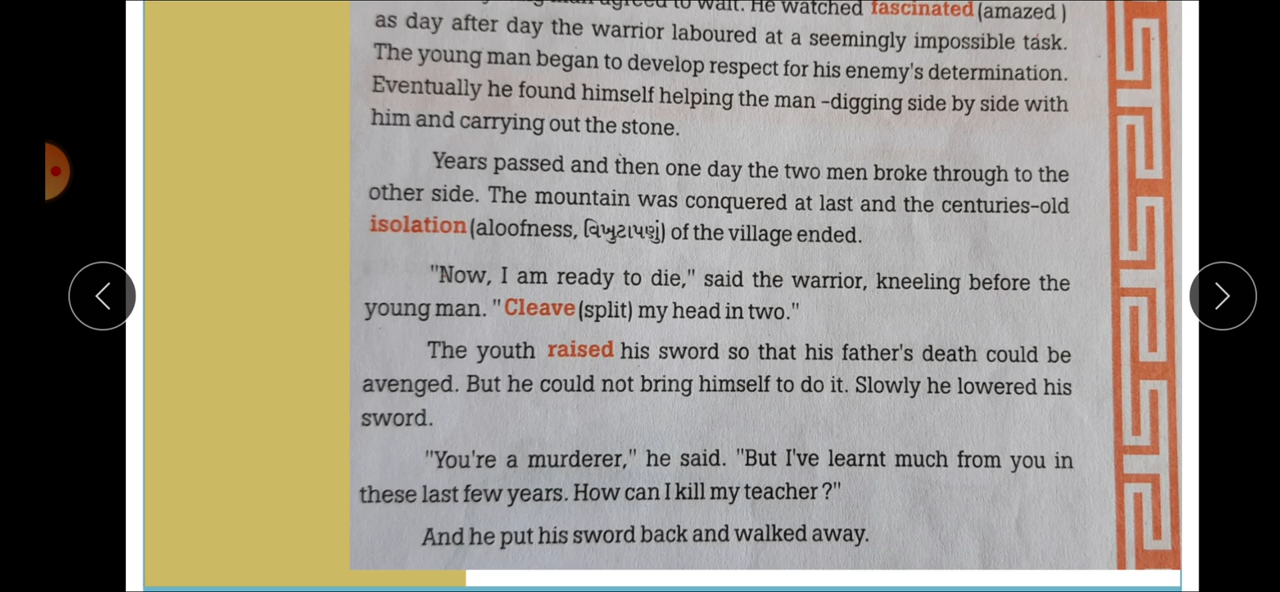 agreed to wait. He watched fascinated (amazed )
as day after day the warrior laboured at a seemingly impossible task.
The young man began to develop respect for his enemy's determination.
Eventually he found himself helping the man -digging side by side with
him and carrying out the stone.
Years passed and then one day the two men broke through to the
other side. The mountain was conquered at last and the centuries-old
isolation (aloofness, વિખુટાપણું) of the village ended.
"Now, I am ready to die," said the warrior, kneeling before the
young man. "Cleave (split) my head in two."
The youth raised his sword so that his father's death could be
avenged. But he could not bring himself to do it. Slowly he lowered his
sword.
"You're a murderer," he said. "But I've learnt much from you in
these last few years. How can I kill my teacher ?"
And he put his sword back and walked away.